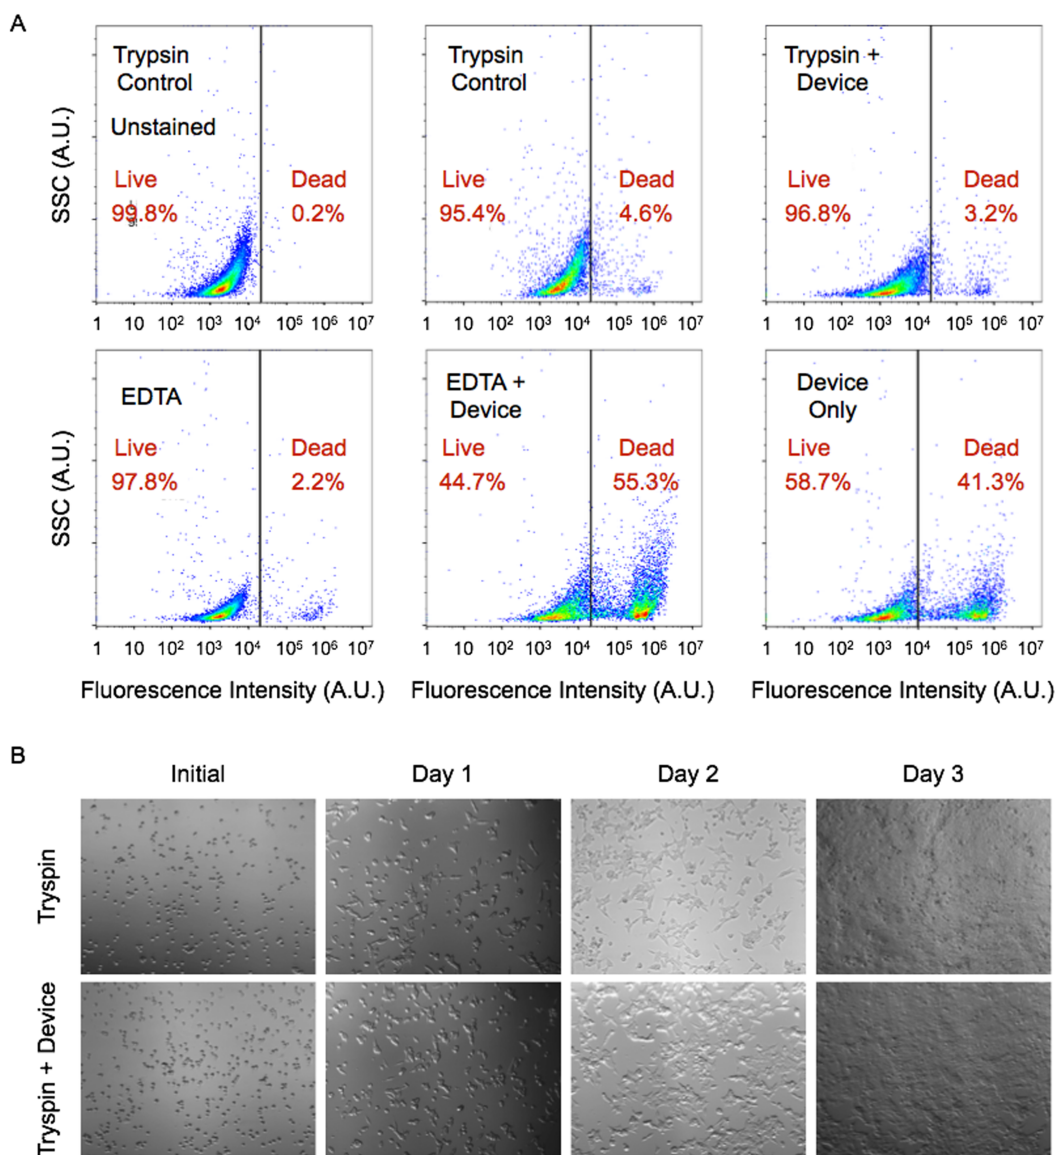 A
Trypsin
Control
Unstained
Live Dead
99.8% 0.2%
Trypsin
Control
Live Dead
95.4% 4.6%
Trypsin +
Device
Live Dead
96.8% 3.2%
SSC (A.U.)
1 10 10² 10³ 10⁴ 10⁵ 10⁶ 10⁷
1 10 10² 10³ 10⁴ 10⁵ 10⁶ 10⁷
1 10 10² 10³ 10⁴ 10⁵ 10⁶ 10⁷
EDTA
Live Dead
97.8% 2.2%
EDTA +
Device
Live Dead
44.7% 55.3%
Device
Only
Live Dead
58.7% 41.3%
SSC (A.U.)
1 10 10² 10³ 10⁴ 10⁵ 10⁶ 10⁷
1 10 10² 10³ 10⁴ 10⁵ 10⁶ 10⁷
1 10 10² 10³ 10⁴ 10⁵ 10⁶ 10⁷
Fluorescence Intensity (A.U.)
Fluorescence Intensity (A.U.)
Fluorescence Intensity (A.U.)
B
Initial Day 1 Day 2 Day 3
Tryspin
Tryspin + Device